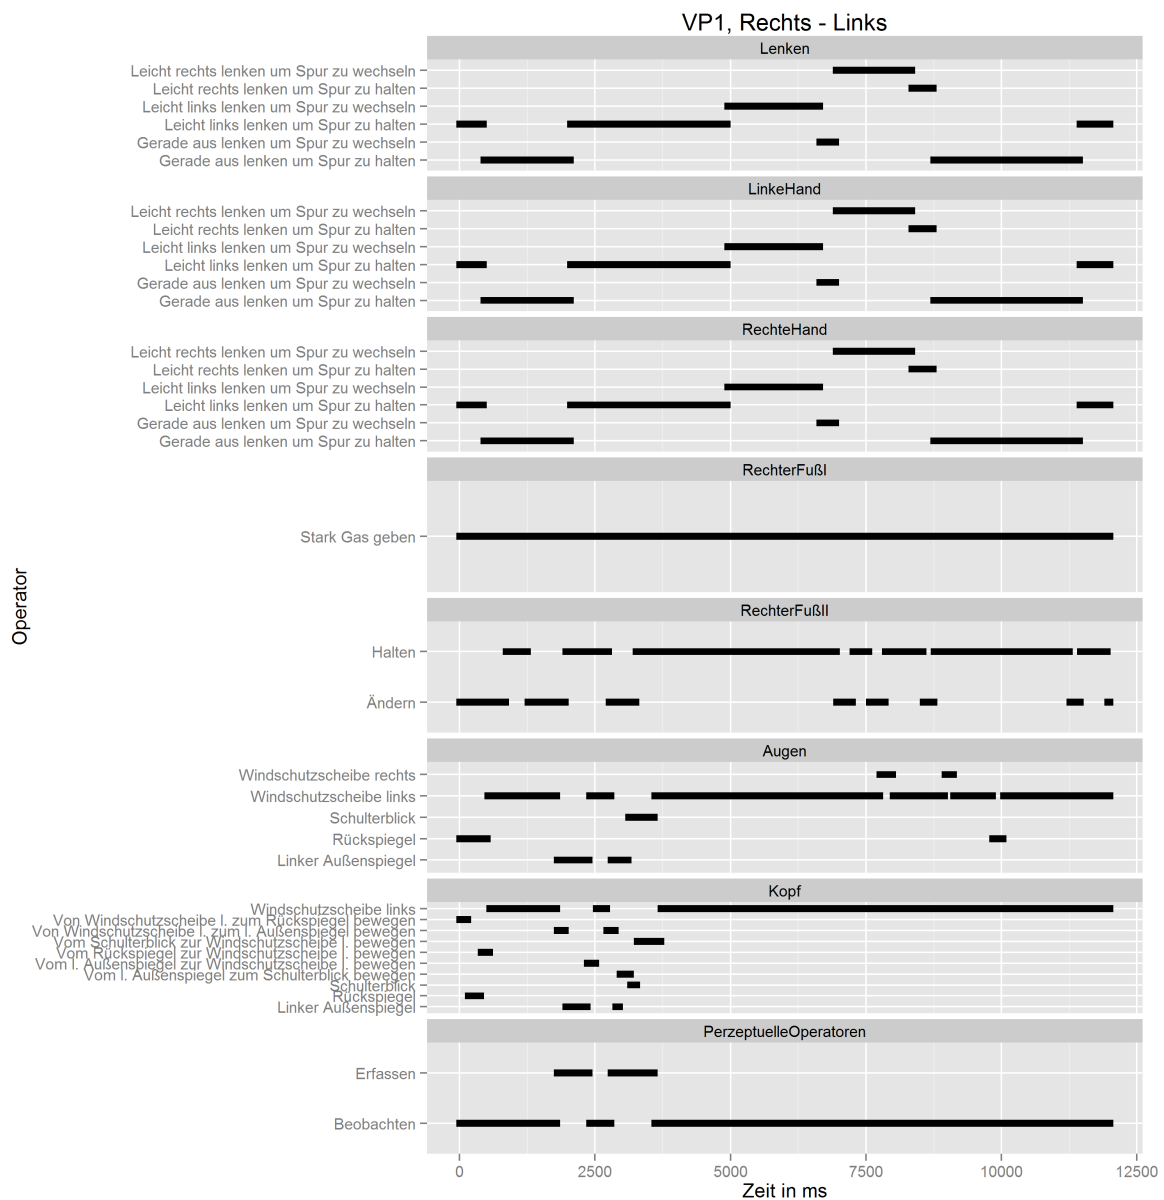 VP1, Rechts - Links
Lenken
Leicht rechts lenken um Spur zu wechseln
Leicht rechts lenken um Spur zu halten
Leicht links lenken um Spur zu wechseln
Leicht links lenken um Spur zu halten
Gerade aus lenken um Spur zu wechseln
Gerade aus lenken um Spur zu halten
LinkeHand
Leicht rechts lenken um Spur zu wechseln
Leicht rechts lenken um Spur zu halten
Leicht links lenken um Spur zu wechseln
Leicht links lenken um Spur zu halten
Gerade aus lenken um Spur zu wechseln
Gerade aus lenken um Spur zu halten
RechteHand
Leicht rechts lenken um Spur zu wechseln
Leicht rechts lenken um Spur zu halten
Leicht links lenken um Spur zu wechseln
Leicht links lenken um Spur zu halten
Gerade aus lenken um Spur zu wechseln
Gerade aus lenken um Spur zu halten
RechterFußI
Stark Gas geben
Operator
RechterFußII
Halten
Ändern
Augen
Windschutzscheibe rechts
Windschutzscheibe links
Schulterblick
Rückspiegel
Linker Außenspiegel
Kopf
Windschutzscheibe links
Von Windschutzscheibe l. zum Rückspiegel bewegen
Von Windschutzscheibe l. zum l. Außenspiegel bewegen
Vom Schulterblick zur Windschutzscheibe l. bewegen
Vom Rückspiegel zur Windschutzscheibe l. bewegen
Vom l. Außenspiegel zur Windschutzscheibe l. bewegen
Vom l. Außenspiegel zum Schulterblick bewegen
Schulterblick
Rückspiegel
Linker Außenspiegel
PerzeptuelleOperatoren
Erfassen
Beobachten
0 2500 5000 7500 10000 12500
Zeit in ms